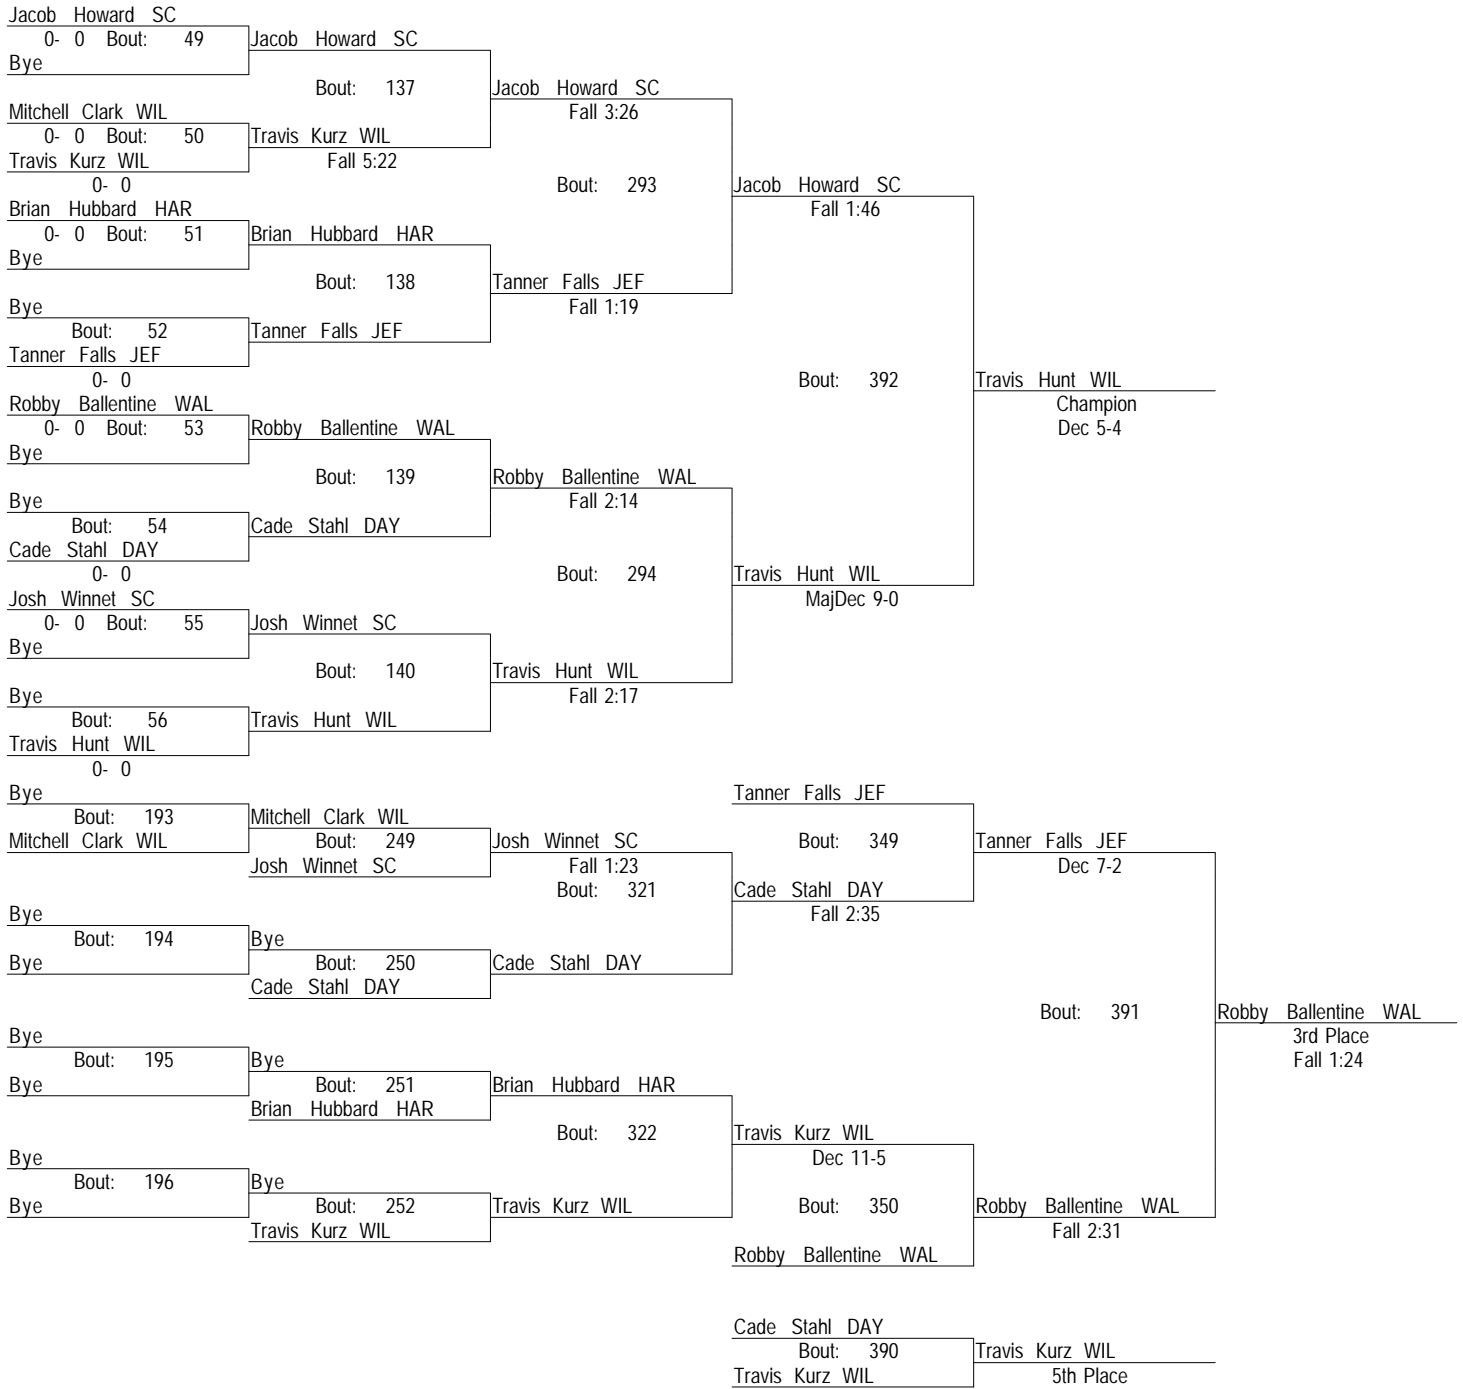 Jacob Howard SC
0- 0 Bout: 49 Jacob Howard SC
Bye
Bout: 137 Jacob Howard SC
Mitchell Clark WIL Fall 3:26
0- 0 Bout: 50 Travis Kurz WIL
Travis Kurz WIL Fall 5:22
0- 0 Bout: 293 Jacob Howard SC
Brian Hubbard HAR Fall 1:46
0- 0 Bout: 51 Brian Hubbard HAR
Bye
Bout: 138 Tanner Falls JEF
Bye Fall 1:19
Bout: 52 Tanner Falls JEF
Tanner Falls JEF
0- 0 Bout: 392 Travis Hunt WIL
Robby Ballentine WAL Champion
0- 0 Bout: 53 Robby Ballentine WAL Dec 5-4
Bye
Bout: 139 Robby Ballentine WAL
Bye Fall 2:14
Bout: 54 Cade Stahl DAY
Cade Stahl DAY
0- 0 Bout: 294 Travis Hunt WIL
Josh Winnet SC MajDec 9-0
0- 0 Bout: 55 Josh Winnet SC
Bye
Bout: 140 Travis Hunt WIL
Bye Fall 2:17
Bout: 56 Travis Hunt WIL
Travis Hunt WIL
0- 0
Bye Tanner Falls JEF
Bout: 193 Mitchell Clark WIL
Mitchell Clark WIL Bout: 249 Josh Winnet SC Bout: 349 Tanner Falls JEF
Josh Winnet SC Fall 1:23 Dec 7-2
Bout: 321 Cade Stahl DAY
Bye Fall 2:35
Bout: 194 Bye
Bye Bout: 250 Cade Stahl DAY
Cade Stahl DAY
Bout: 391 Robby Ballentine WAL
Bye 3rd Place
Bout: 195 Bye Fall 1:24
Bye Bout: 251 Brian Hubbard HAR
Brian Hubbard HAR
Bout: 322 Travis Kurz WIL
Bye Dec 11-5
Bout: 196 Bye
Bye Bout: 252 Travis Kurz WIL Bout: 350 Robby Ballentine WAL
Travis Kurz WIL Fall 2:31
Robby Ballentine WAL
Cade Stahl DAY
Bout: 390 Travis Kurz WIL
Travis Kurz WIL 5th Place